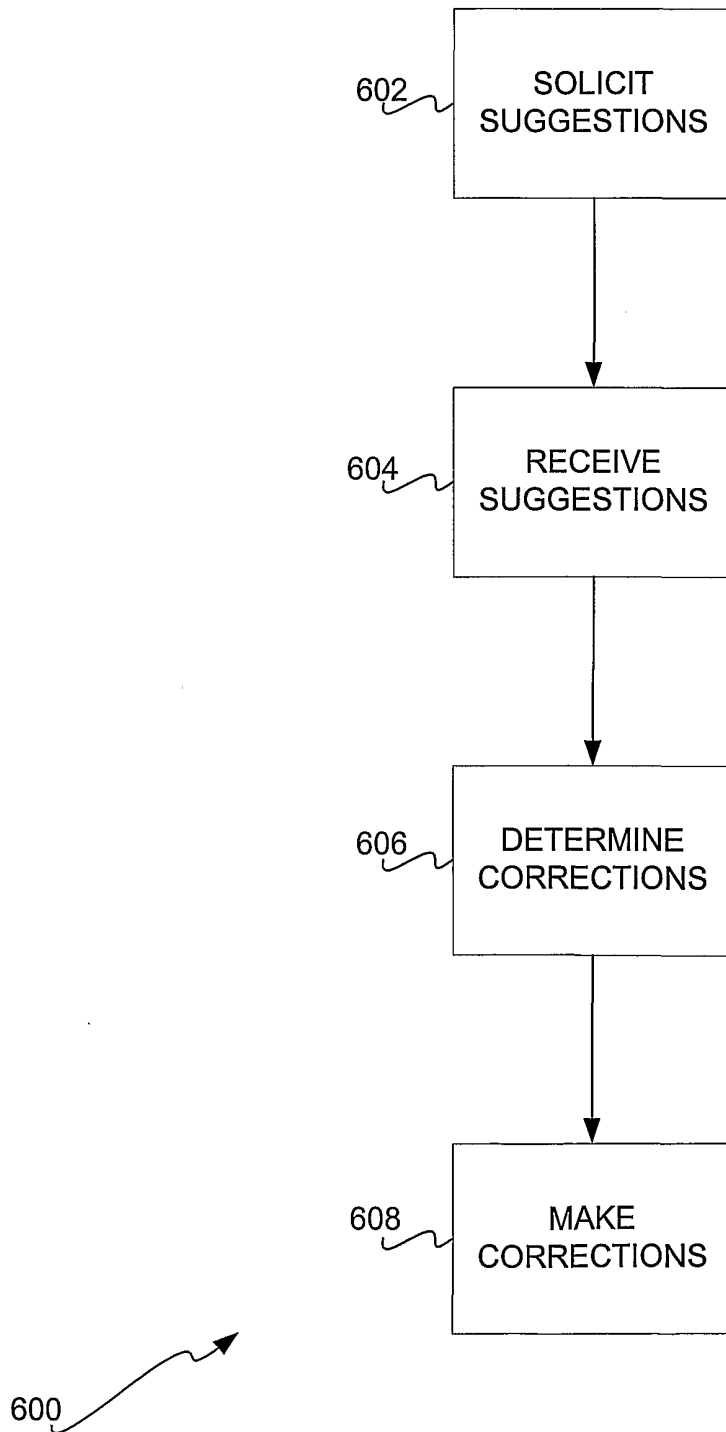 602
SOLICIT
SUGGESTIONS
604
RECEIVE
SUGGESTIONS
606
DETERMINE
CORRECTIONS
608
MAKE
CORRECTIONS
600